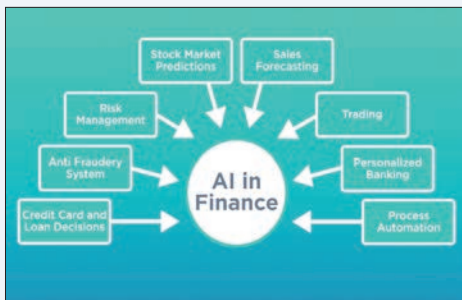 Stock Market
Predictions
Sales
Forecasting
Risk
Management
Trading
Anti Fraudery
System
AI in
Finance
Personalized
Banking
Credit Card and
Loan Decisions
Process
Automation